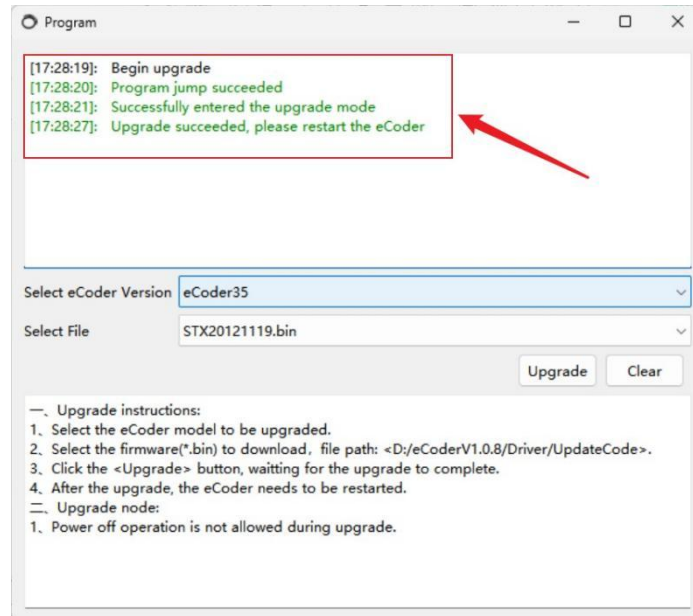 Program
[17:28:19]: Begin upgrade
[17:28:20]: Program jump succeeded
[17:28:21]: Successfully entered the upgrade mode
[17:28:27]: Upgrade succeeded, please restart the eCoder
Select eCoder Version eCoder35
Select File STX20121119.bin
Upgrade Clear
一、Upgrade instructions:
1、Select the eCoder model to be upgraded.
2、Select the firmware(*.bin) to download，file path: <D:/eCoderV1.0.8/Driver/UpdateCode>.
3、Click the <Upgrade> button, waitting for the upgrade to complete.
4、After the upgrade, the eCoder needs to be restarted.
二、Upgrade node:
1、Power off operation is not allowed during upgrade.